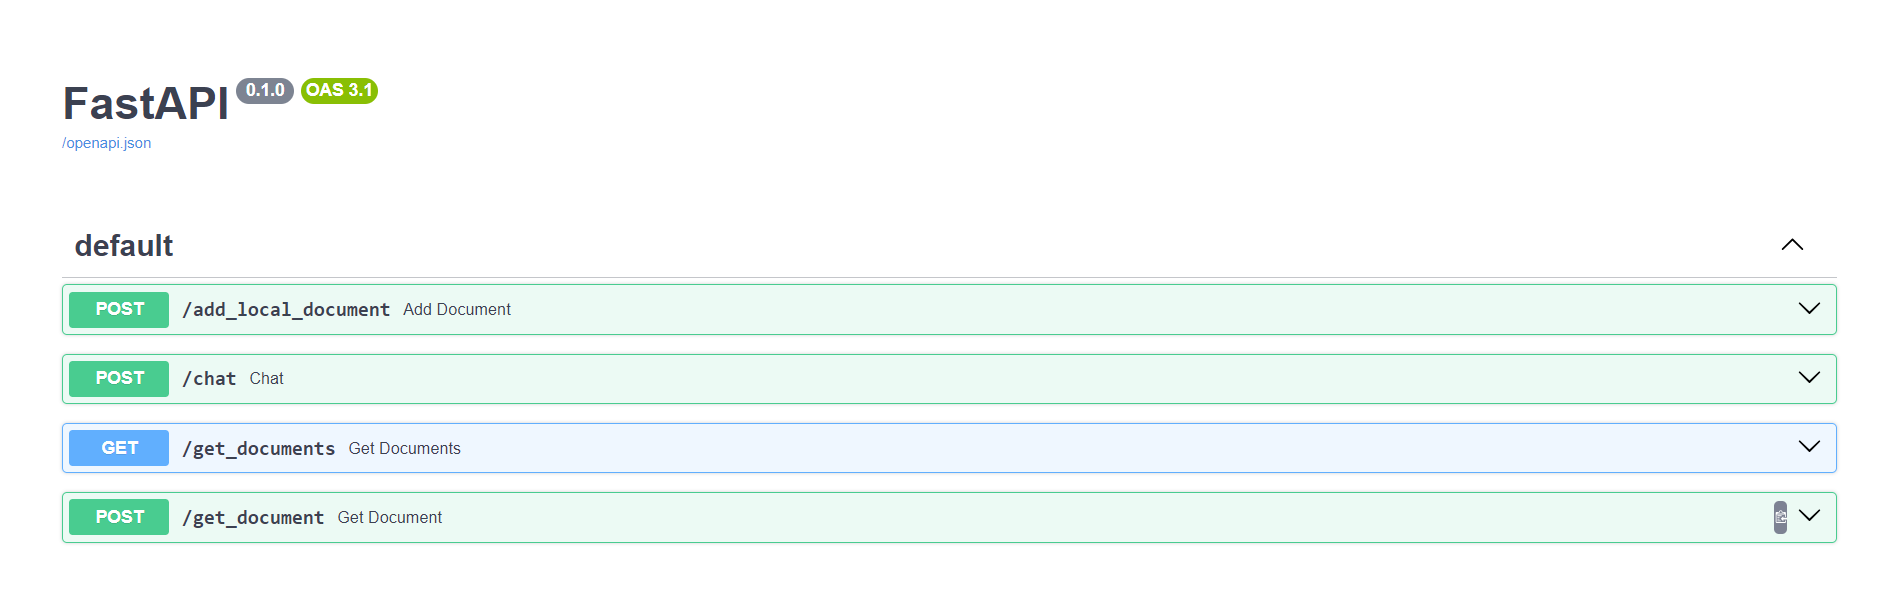 FastAPI 0.1.0 OAS 3.1
/openapi.json
default
POST /add_local_document Add Document
POST /chat Chat
GET /get_documents Get Documents
POST /get_document Get Document